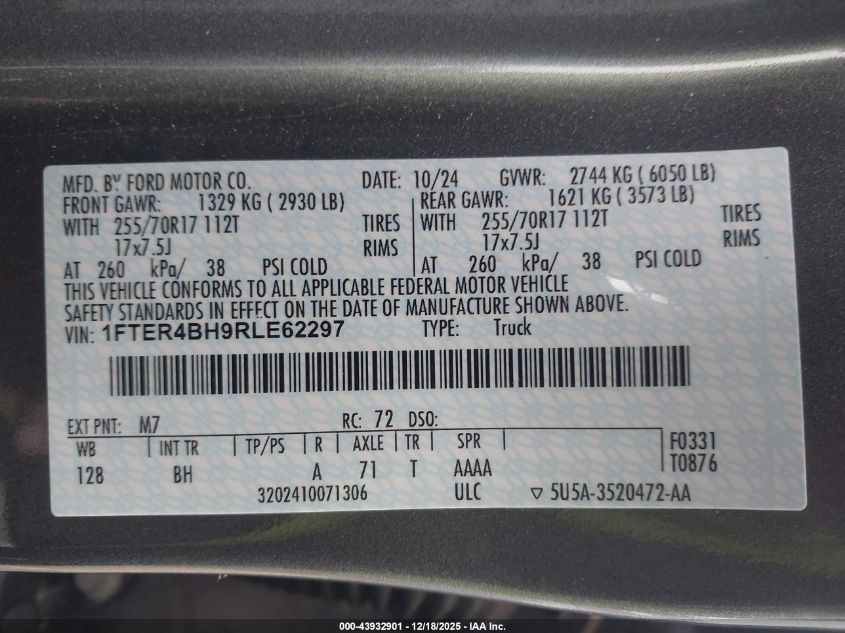 MFD. BY FORD MOTOR CO. DATE: 10/24 GVWR: 2744 KG ( 6050 LB)
FRONT GAWR: 1329 KG ( 2930 LB) REAR GAWR: 1621 KG ( 3573 LB)
WITH 255/70R17 112T TIRES WITH 255/70R17 112T TIRES
17x7.5J RIMS 17x7.5J RIMS
AT 260 kPa/ 38 PSI COLD AT 260 kPa/ 38 PSI COLD
THIS VEHICLE CONFORMS TO ALL APPLICABLE FEDERAL MOTOR VEHICLE
SAFETY STANDARDS IN EFFECT ON THE DATE OF MANUFACTURE SHOWN ABOVE.
VIN: 1FTER4BH9RLE62297 TYPE: Truck
EXT PNT: M7 RC: 72 DSO:
WB INT TR TP/PS R AXLE TR SPR F0331
128 BH A 71 T AAAA T0876
3202410071306 ULC ▽ 5U5A-3520472-AA
000-43932901 - 12/18/2025 - IAA Inc.